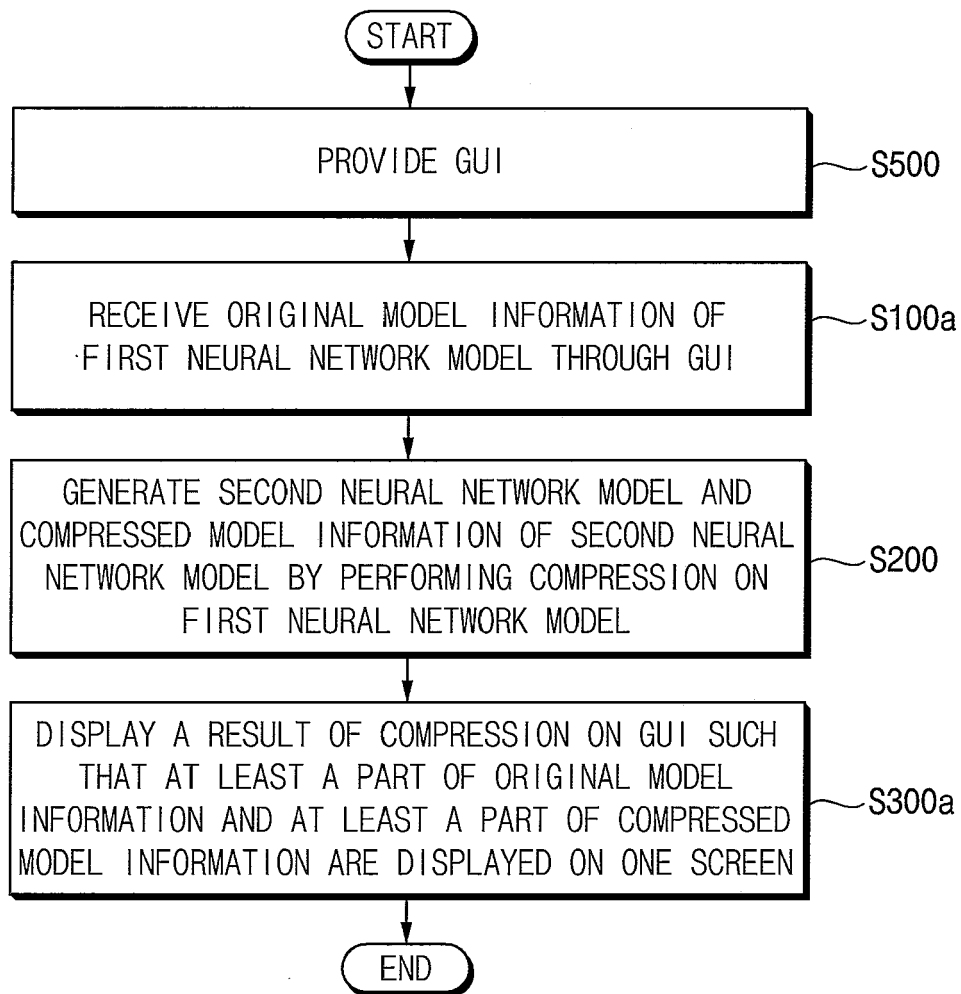 START
PROVIDE GUI
S500
RECEIVE ORIGINAL MODEL INFORMATION OF
FIRST NEURAL NETWORK MODEL THROUGH GUI
S100a
GENERATE SECOND NEURAL NETWORK MODEL AND
COMPRESSED MODEL INFORMATION OF SECOND NEURAL
NETWORK MODEL BY PERFORMING COMPRESSION ON
FIRST NEURAL NETWORK MODEL
S200
DISPLAY A RESULT OF COMPRESSION ON GUI SUCH
THAT AT LEAST A PART OF ORIGINAL MODEL
INFORMATION AND AT LEAST A PART OF COMPRESSED
MODEL INFORMATION ARE DISPLAYED ON ONE SCREEN
S300a
END